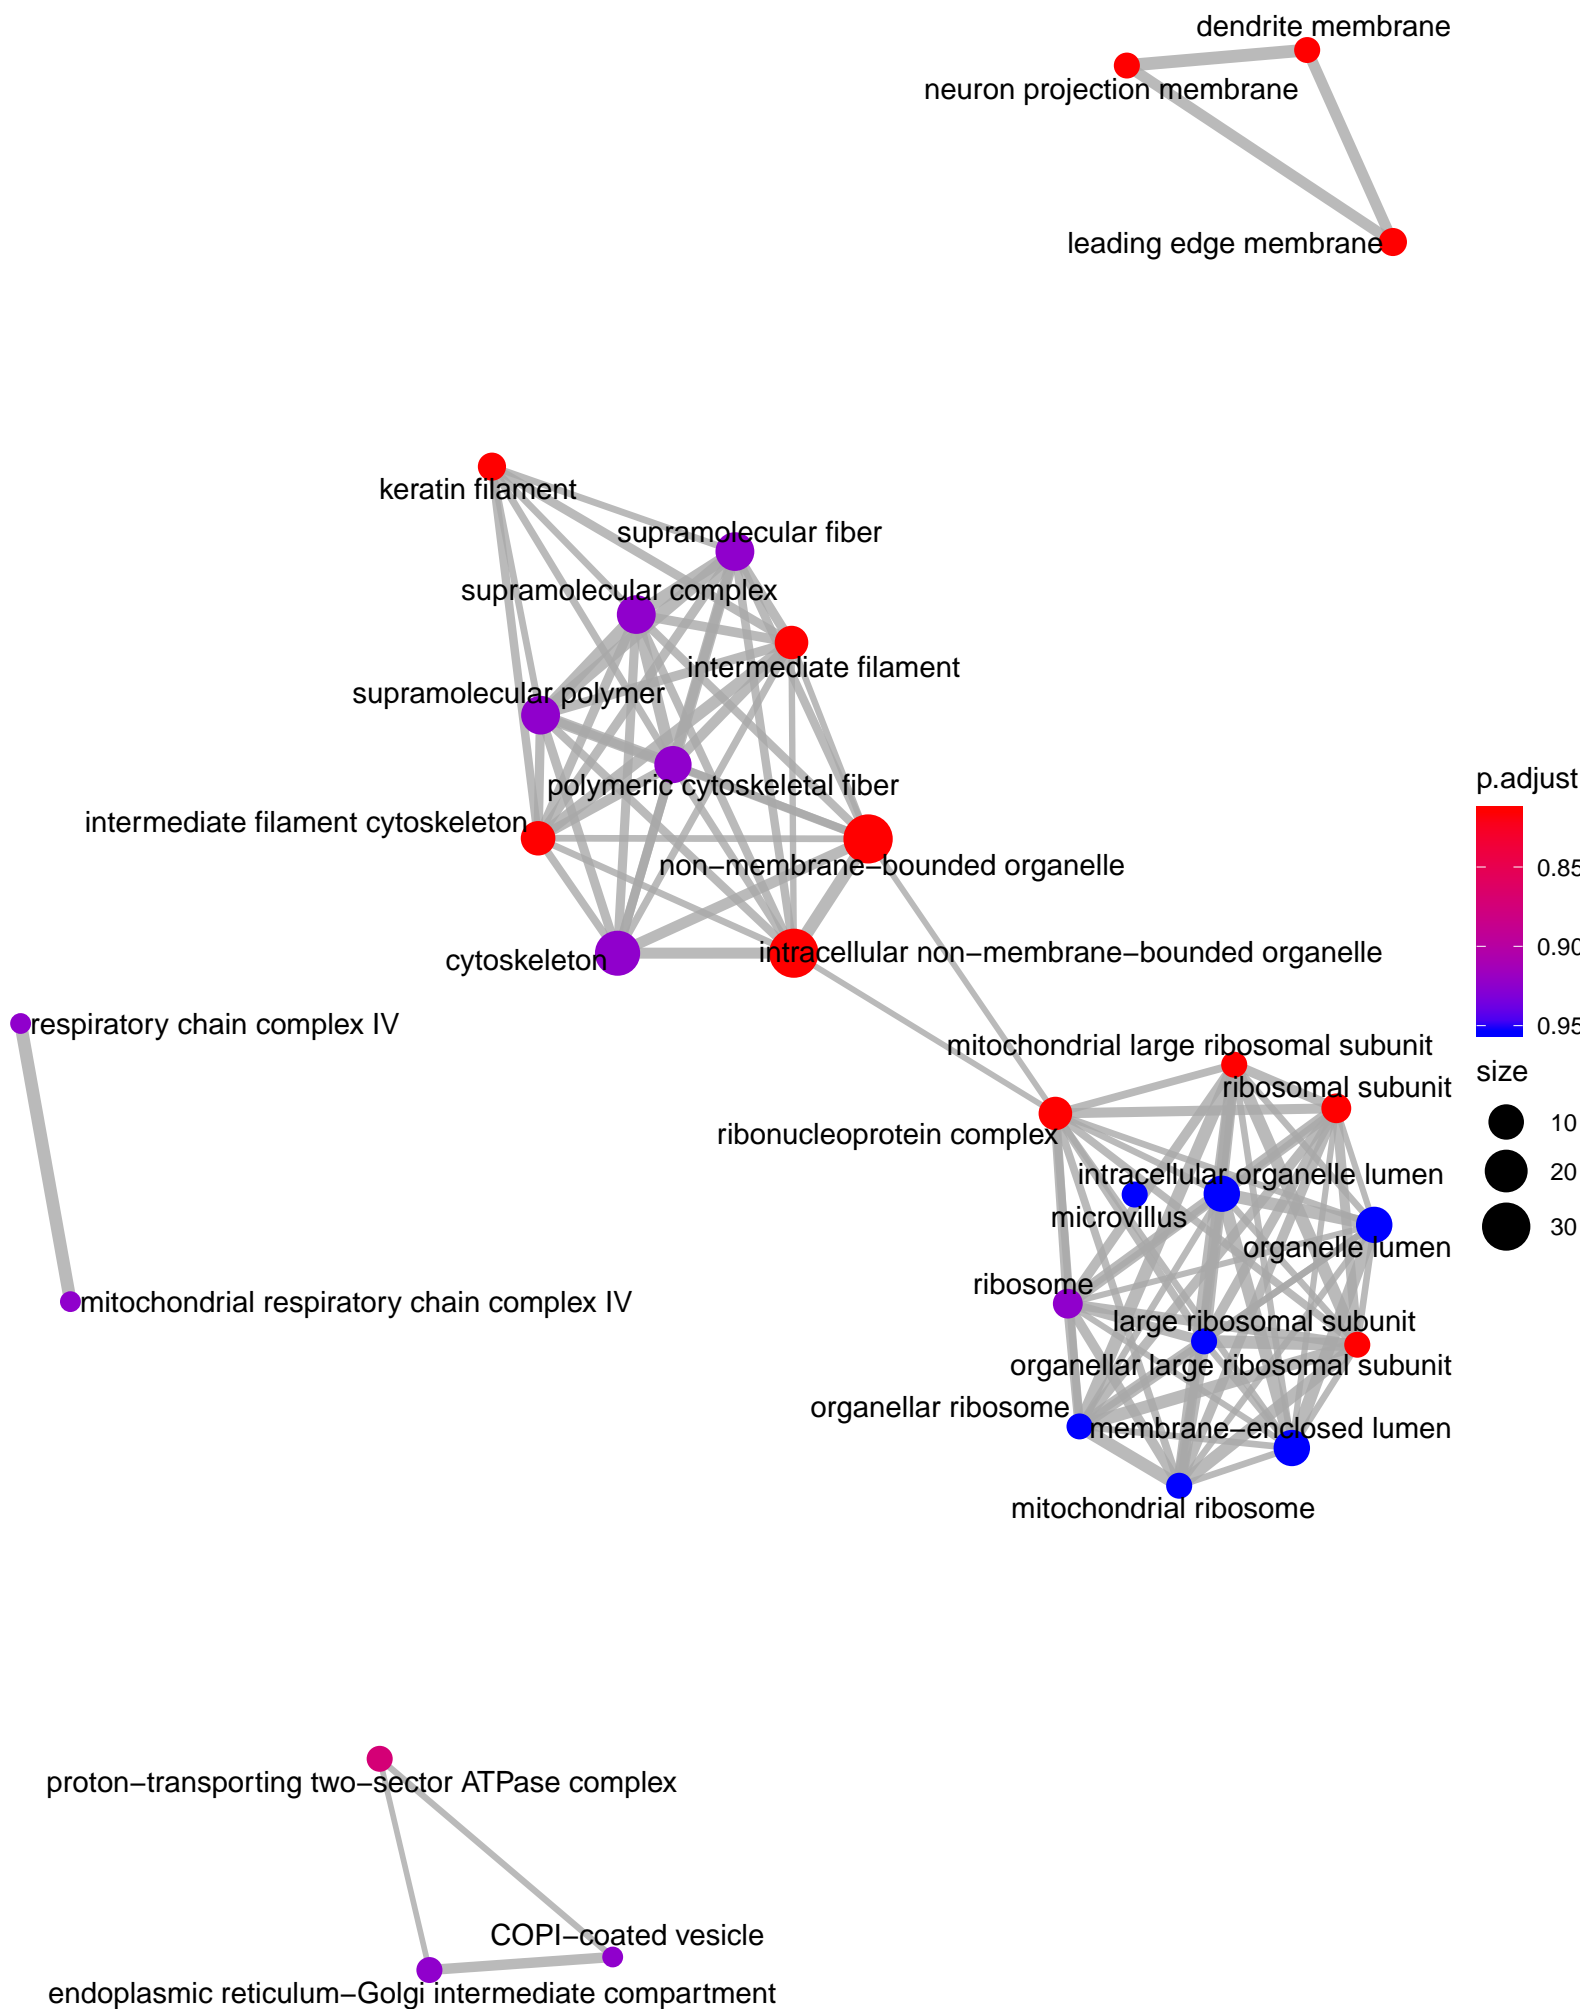 dendrite membrane
neuron projection membrane
leading edge membrane
keratin filament
supramolecular fiber
supramolecular complex
intermediate filament
supramolecular polymer
polymeric cytoskeletal fiber
intermediate filament cytoskeleton
non−membrane−bounded organelle
intracellular non−membrane−bounded organelle
cytoskeleton
respiratory chain complex IV
mitochondrial large ribosomal subunit
ribosomal subunit
ribonucleoprotein complex
intracellular organelle lumen
microvillus
organelle lumen
ribosome
mitochondrial respiratory chain complex IV
large ribosomal subunit
organellar large ribosomal subunit
organellar ribosome
membrane−enclosed lumen
mitochondrial ribosome
proton−transporting two−sector ATPase complex
COPI−coated vesicle
endoplasmic reticulum−Golgi intermediate compartment
p.adjust
0.85
0.90
0.95
size
10
20
30